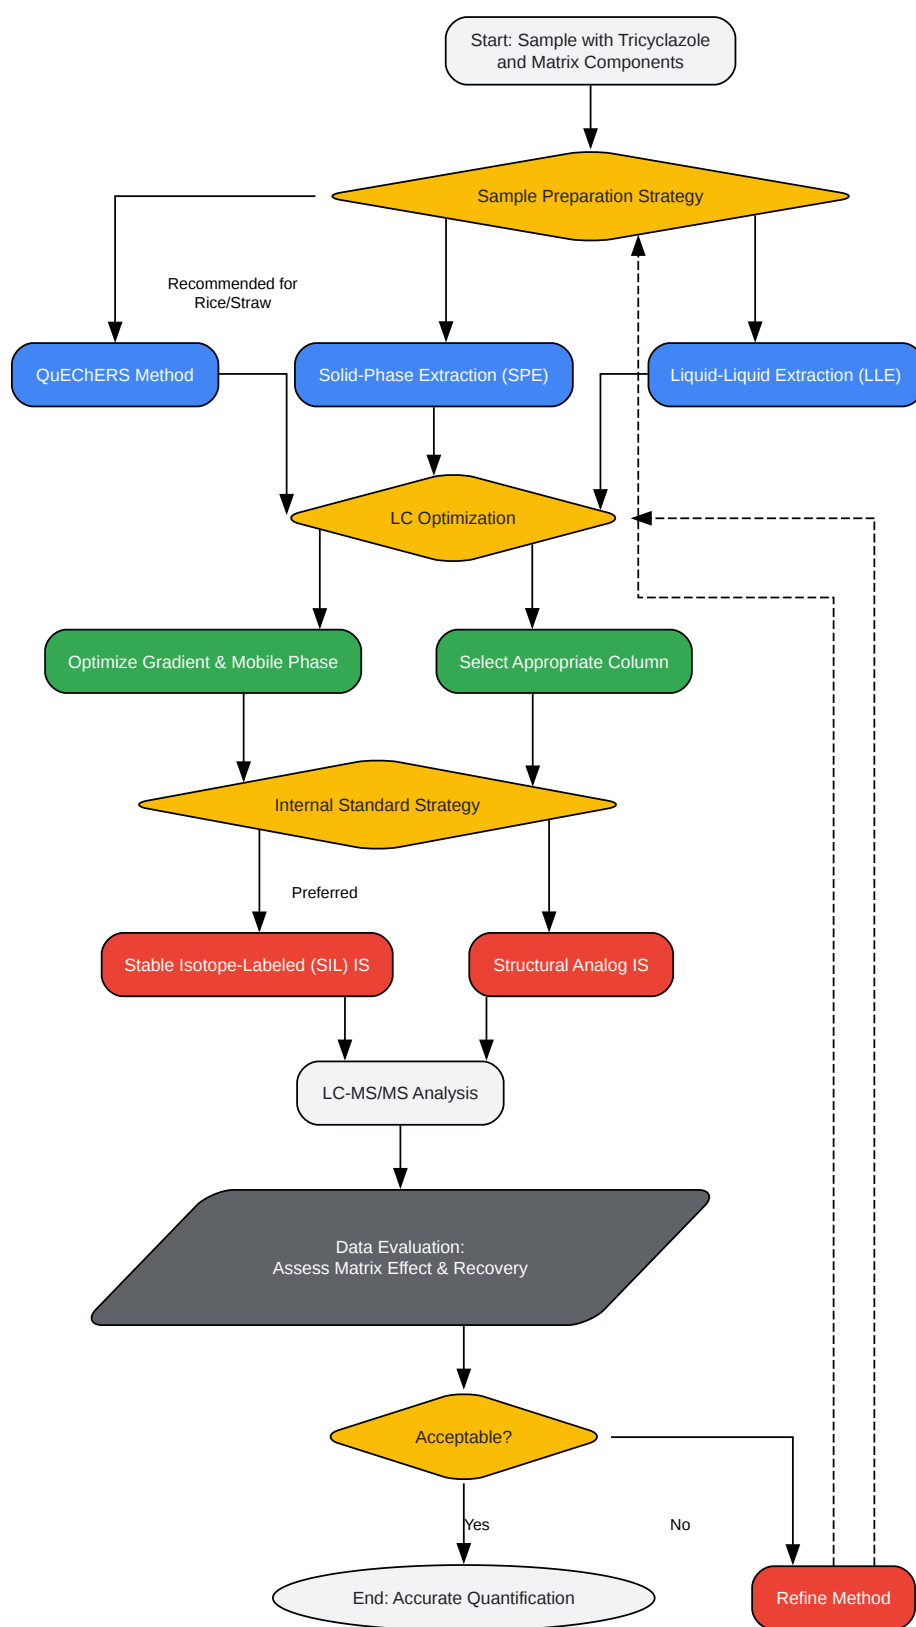 Start: Sample with Tricyclazole
and Matrix Components
Sample Preparation Strategy
Recommended for
Rice/Straw
QuEChERS Method
Solid-Phase Extraction (SPE)
Liquid-Liquid Extraction (LLE)
LC Optimization
Optimize Gradient & Mobile Phase
Select Appropriate Column
Internal Standard Strategy
Preferred
Stable Isotope-Labeled (SIL) IS
Structural Analog IS
LC-MS/MS Analysis
Data Evaluation:
Assess Matrix Effect & Recovery
Acceptable?
Yes
No
End: Accurate Quantification
Refine Method